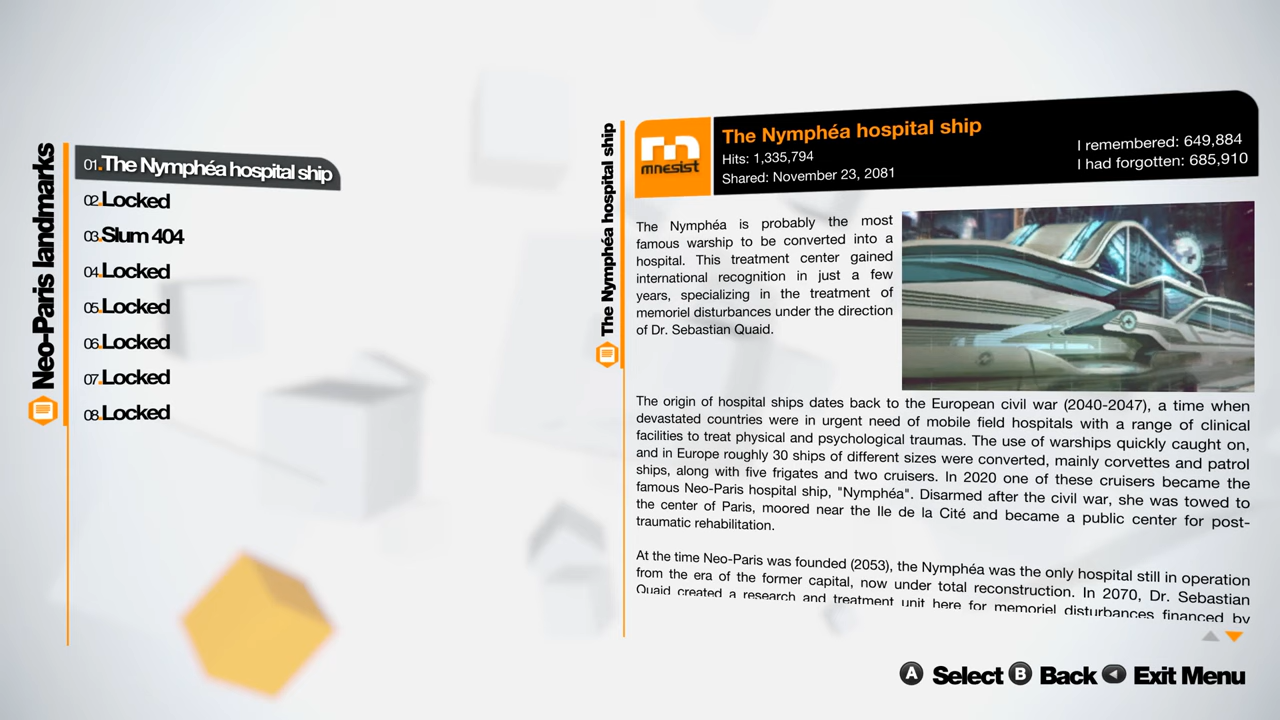 Neo-Paris landmarks
01.The Nymphéa hospital ship
02.Locked
03.Slum 404
04.Locked
05.Locked
06.Locked
07.Locked
08.Locked
The Nymphéa hospital ship
mnesist
The Nymphéa hospital ship
Hits: 1,335,794
Shared: November 23, 2081
I remembered: 649,884
I had forgotten: 685,910
The Nymphéa is probably the most
famous warship to be converted into a
hospital. This treatment center gained
international recognition in just a few
years, specializing in the treatment of
memoriel disturbances under the direction
of Dr. Sebastian Quaid.
The origin of hospital ships dates back to the European civil war (2040-2047), a time when
devastated countries were in urgent need of mobile field hospitals with a range of clinical
facilities to treat physical and psychological traumas. The use of warships quickly caught on,
and in Europe roughly 30 ships of different sizes were converted, mainly corvettes and patrol
ships, along with five frigates and two cruisers. In 2020 one of these cruisers became the
famous Neo-Paris hospital ship, "Nymphéa". Disarmed after the civil war, she was towed to
the center of Paris, moored near the Ile de la Cité and became a public center for post-
traumatic rehabilitation.
At the time Neo-Paris was founded (2053), the Nymphéa was the only hospital still in operation
from the era of the former capital, now under total reconstruction. In 2070, Dr. Sebastian
Quaid created a research and treatment unit here for memoriel disturbances financed by
A Select B Back Exit Menu